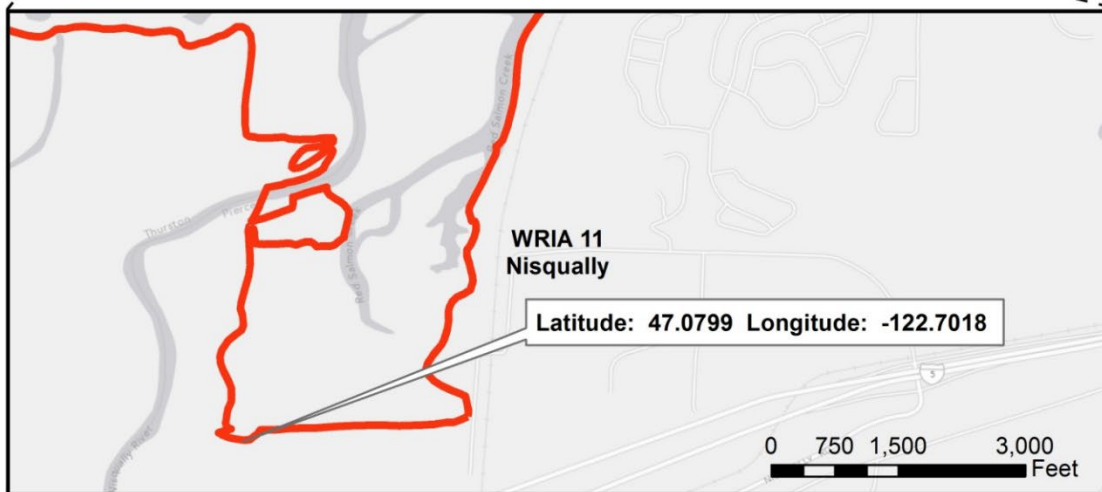 Red Salmon Creek
Thurston
Pierce
WRIA 11
Nisqually
Latitude: 47.0799 Longitude: -122.7018
5
Nisqually River
0 750 1,500 3,000
Feet